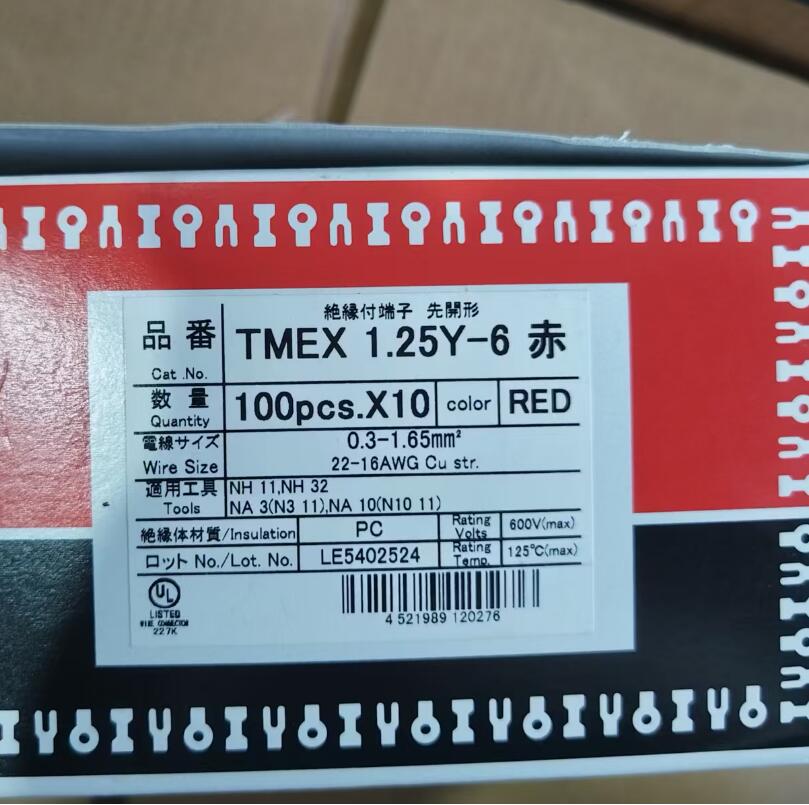 絶縁付端子 先開形
品番 TMEX 1.25Y-6 赤
Cat .No.
数量 100pcs.X10 color RED
Quantity
電線サイズ 0.3-1.65mm²
Wire Size 22-16AWG Cu str.
適用工具 NH 11,NH 32
Tools NA 3(N3 11),NA 10(N10 11)
絶縁体材質/Insulation PC Rating Volts 600V(max)
ロット No./Lot. No. LE5402524 Rating Temp. 125℃(max)
UL
LISTED
WIRE CONNECTOR
227K
4 521989 120276